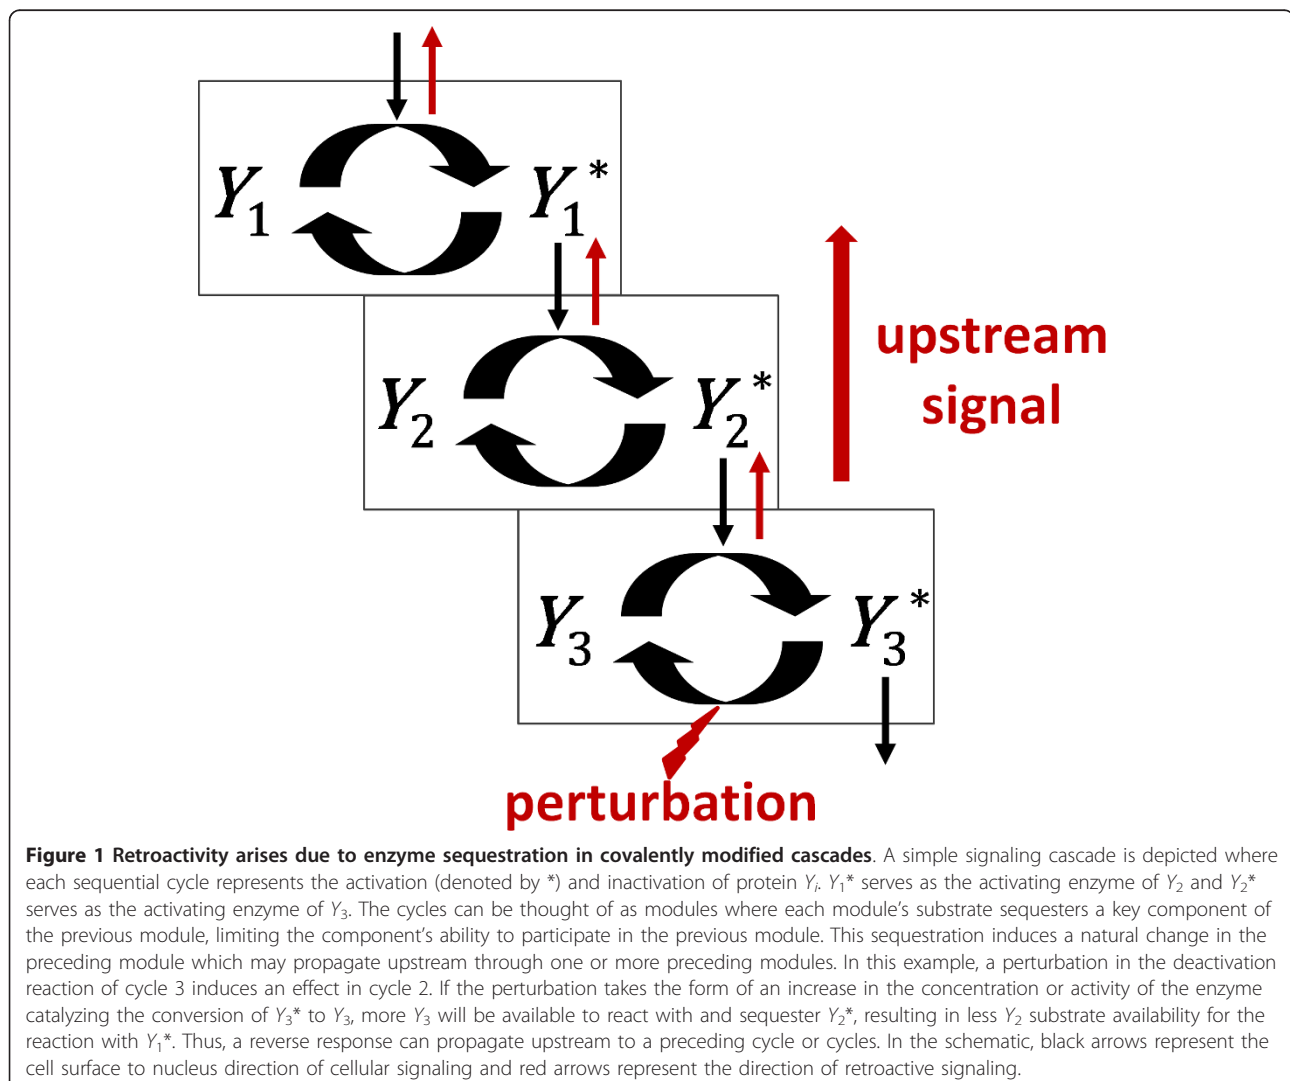 Y1 Y1*
upstream
signal
Y2 Y2*
Y3 Y3*
perturbation
Figure 1 Retroactivity arises due to enzyme sequestration in covalently modified cascades. A simple signaling cascade is depicted where
each sequential cycle represents the activation (denoted by *) and inactivation of protein Yi. Y1* serves as the activating enzyme of Y2 and Y2*
serves as the activating enzyme of Y3. The cycles can be thought of as modules where each module's substrate sequesters a key component of
the previous module, limiting the component's ability to participate in the previous module. This sequestration induces a natural change in the
preceding module which may propagate upstream through one or more preceding modules. In this example, a perturbation in the deactivation
reaction of cycle 3 induces an effect in cycle 2. If the perturbation takes the form of an increase in the concentration or activity of the enzyme
catalyzing the conversion of Y3* to Y3, more Y3 will be available to react with and sequester Y2*, resulting in less Y2 substrate availability for the
reaction with Y1*. Thus, a reverse response can propagate upstream to a preceding cycle or cycles. In the schematic, black arrows represent the
cell surface to nucleus direction of cellular signaling and red arrows represent the direction of retroactive signaling.